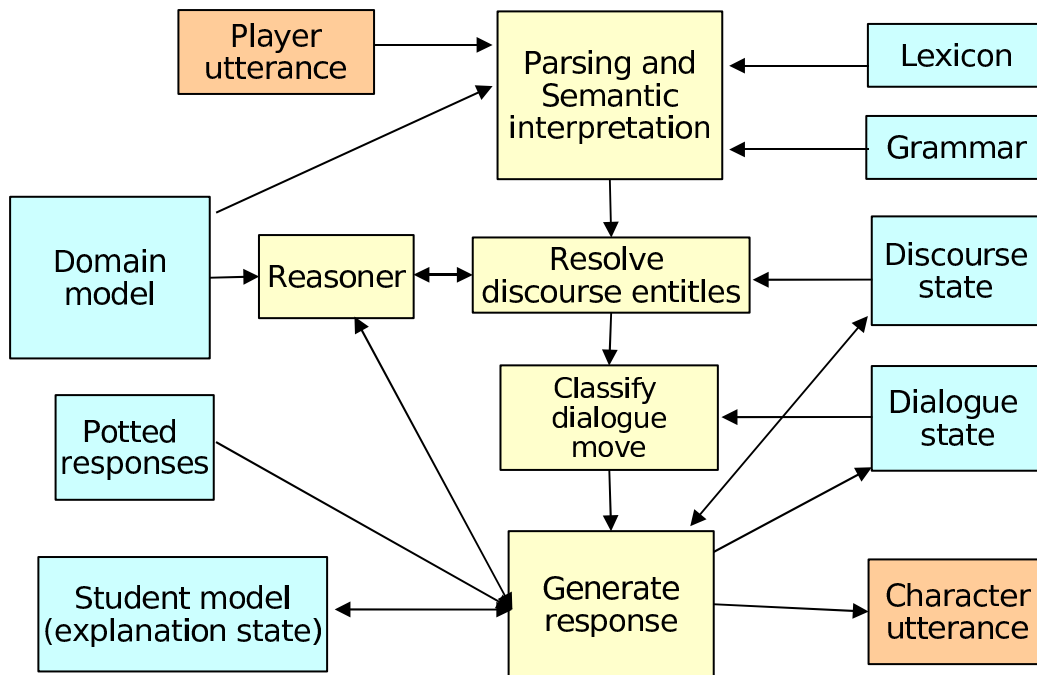 Player
utterance
Parsing and
Semantic
interpretation
Lexicon
Grammar
Domain
model
Reasoner
Resolve
discourse entitles
Discourse
state
Classify
dialogue
move
Dialogue
state
Potted
responses
Student model
(explanation state)
Generate
response
Character
utterance